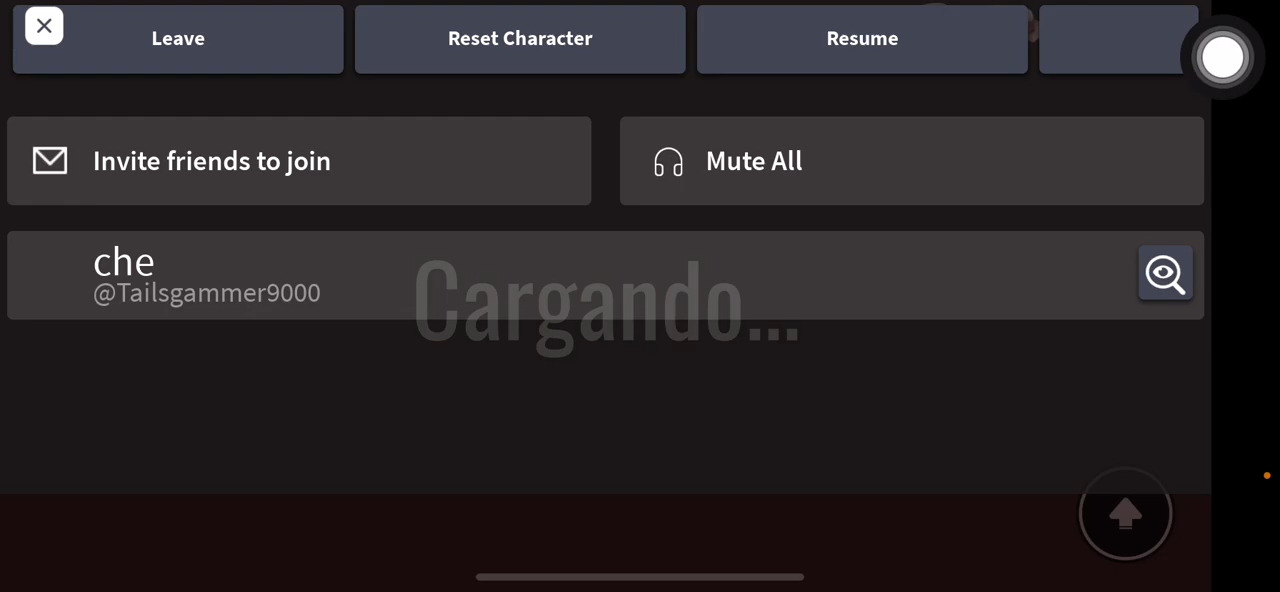 Leave
Reset Character
Resume
Invite friends to join
Mute All
che
@Tailsgammer9000
Cargando...